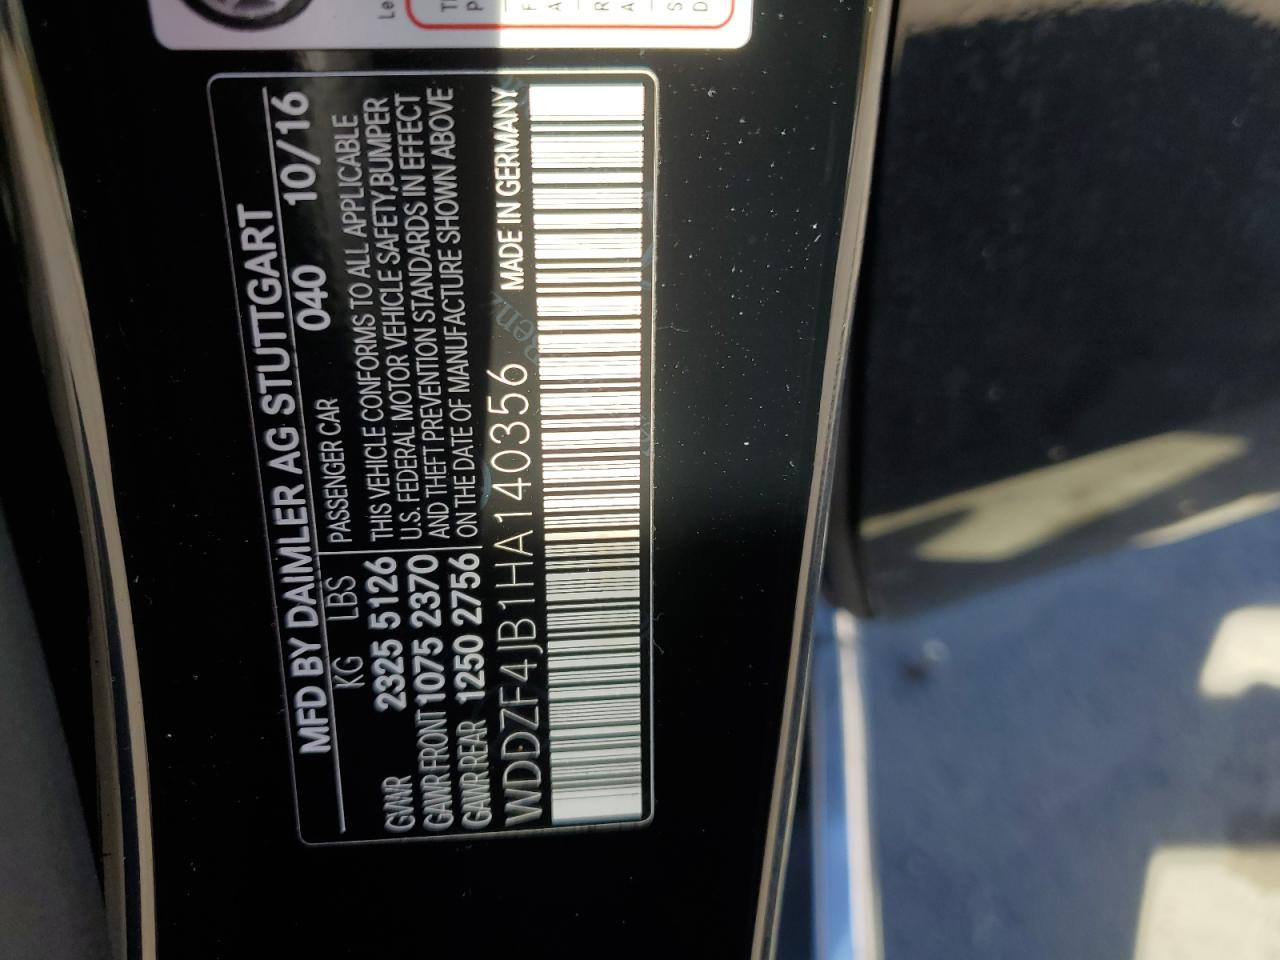 MFD BY DAIMLER AG STUTTGART
KG LBS 040 10/16
PASSENGER CAR
GVWR 2325 5126
GAWR FRONT 1075 2370
GAWR REAR 1250 2756
THIS VEHICLE CONFORMS TO ALL APPLICABLE
U.S. FEDERAL MOTOR VEHICLE SAFETY,BUMPER
AND THEFT PREVENTION STANDARDS IN EFFECT
ON THE DATE OF MANUFACTURE SHOWN ABOVE
WDDZF4JB1HA140356 MADE IN GERMANY